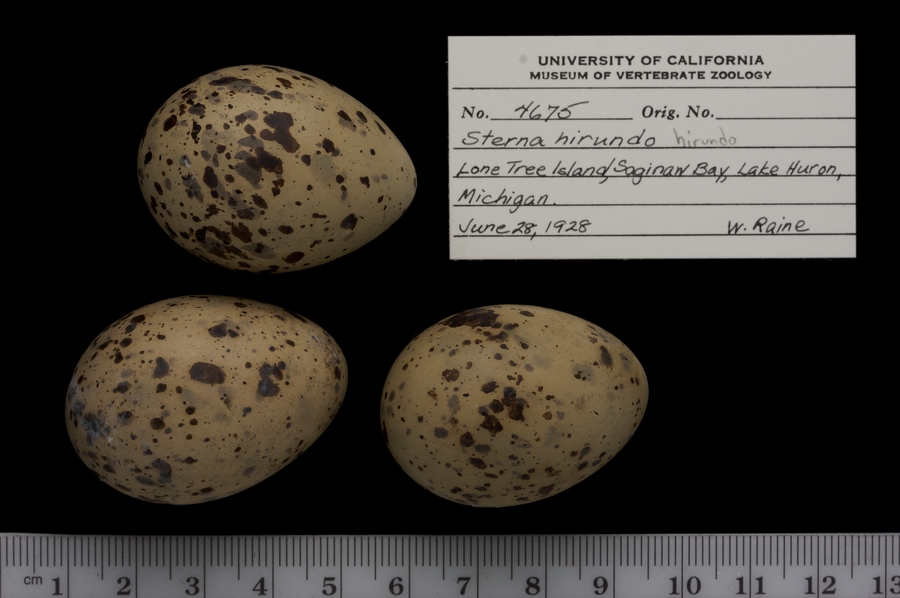 UNIVERSITY OF CALIFORNIA
MUSEUM OF VERTEBRATE ZOOLOGY
No. 4675 Orig. No.
Sterna hirundo hirundo
Lone Tree Island, Saginaw Bay, Lake Huron,
Michigan.
June 28, 1928 W. Raine
cm 1 2 3 4 5 6 7 8 9 10 11 12 13